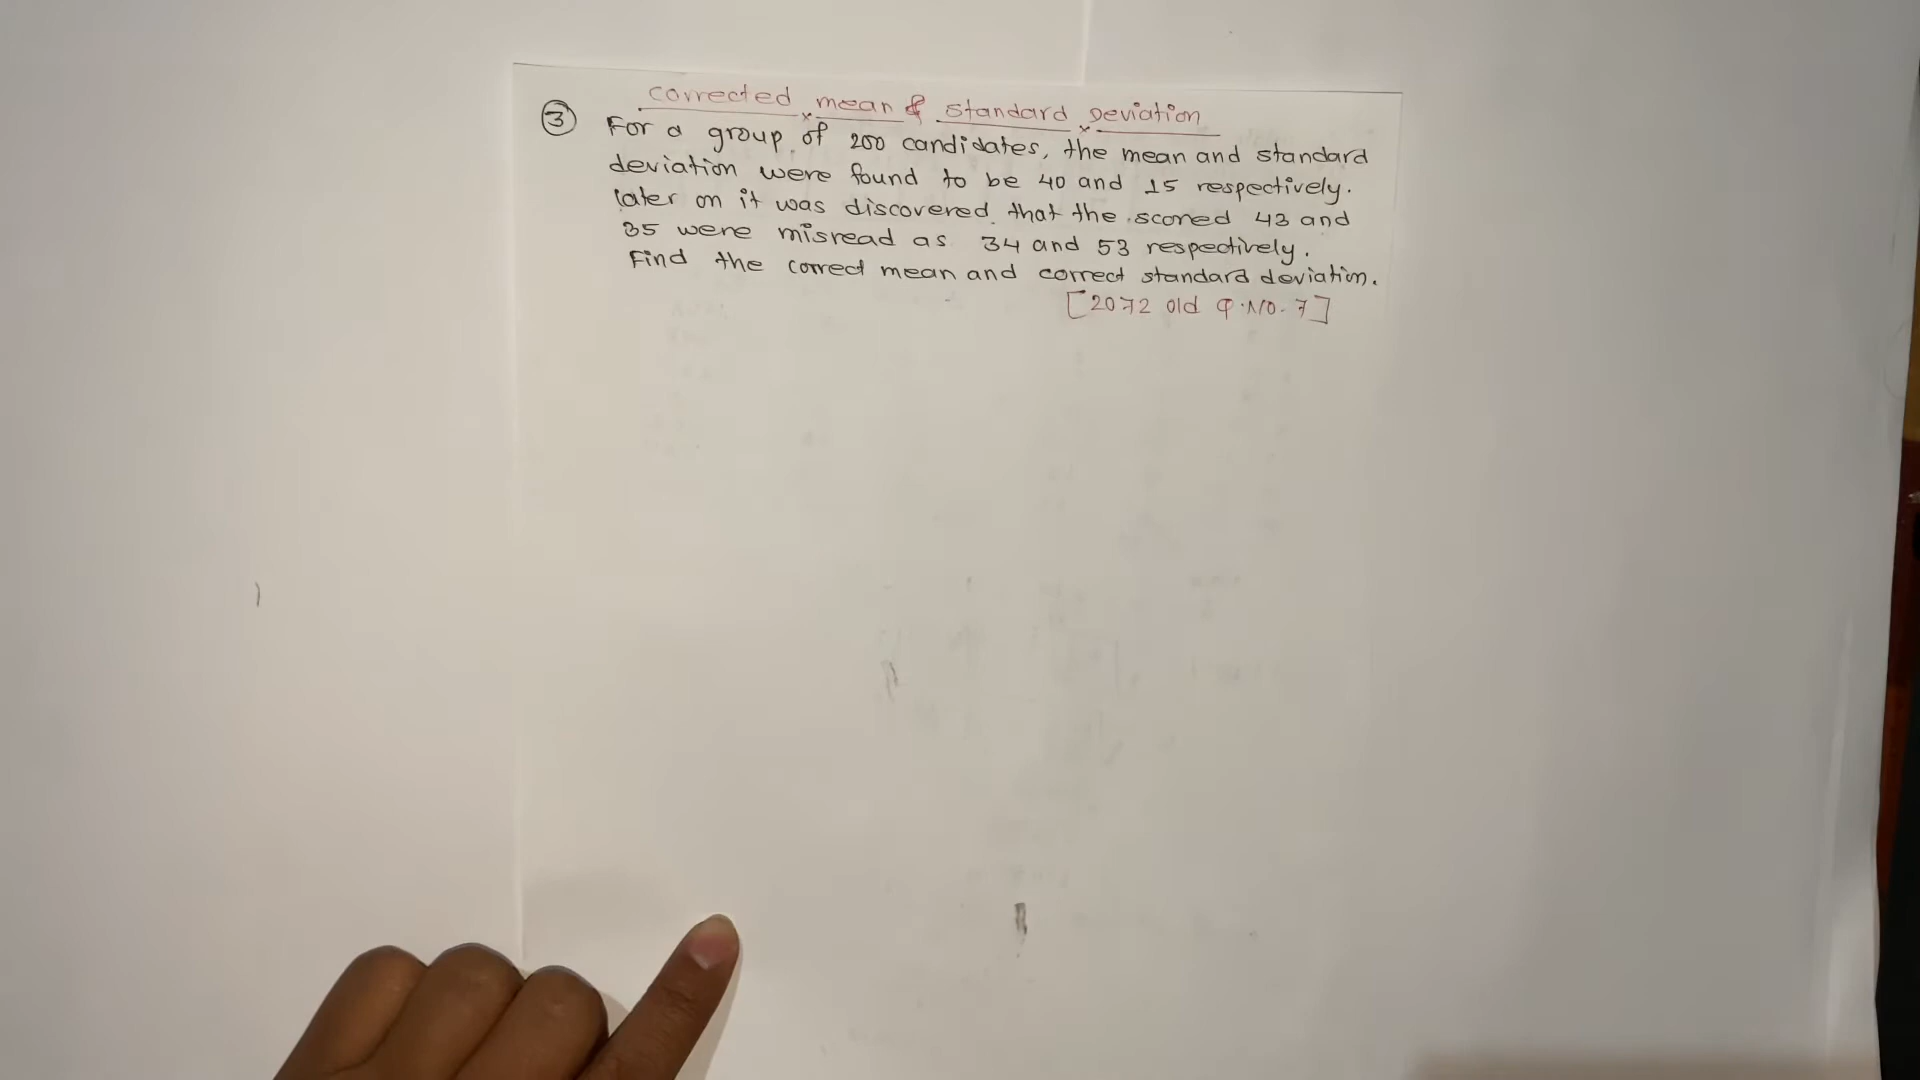 corrected mean & standard Deviation
③ For a group of 200 candidates, the mean and standard
deviation were found to be 40 and 15 respectively.
later on it was discovered that the scored 43 and
35 were misread as 34 and 53 respectively.
Find the correct mean and correct standard deviation.
[2072 old Q.NO. 7]